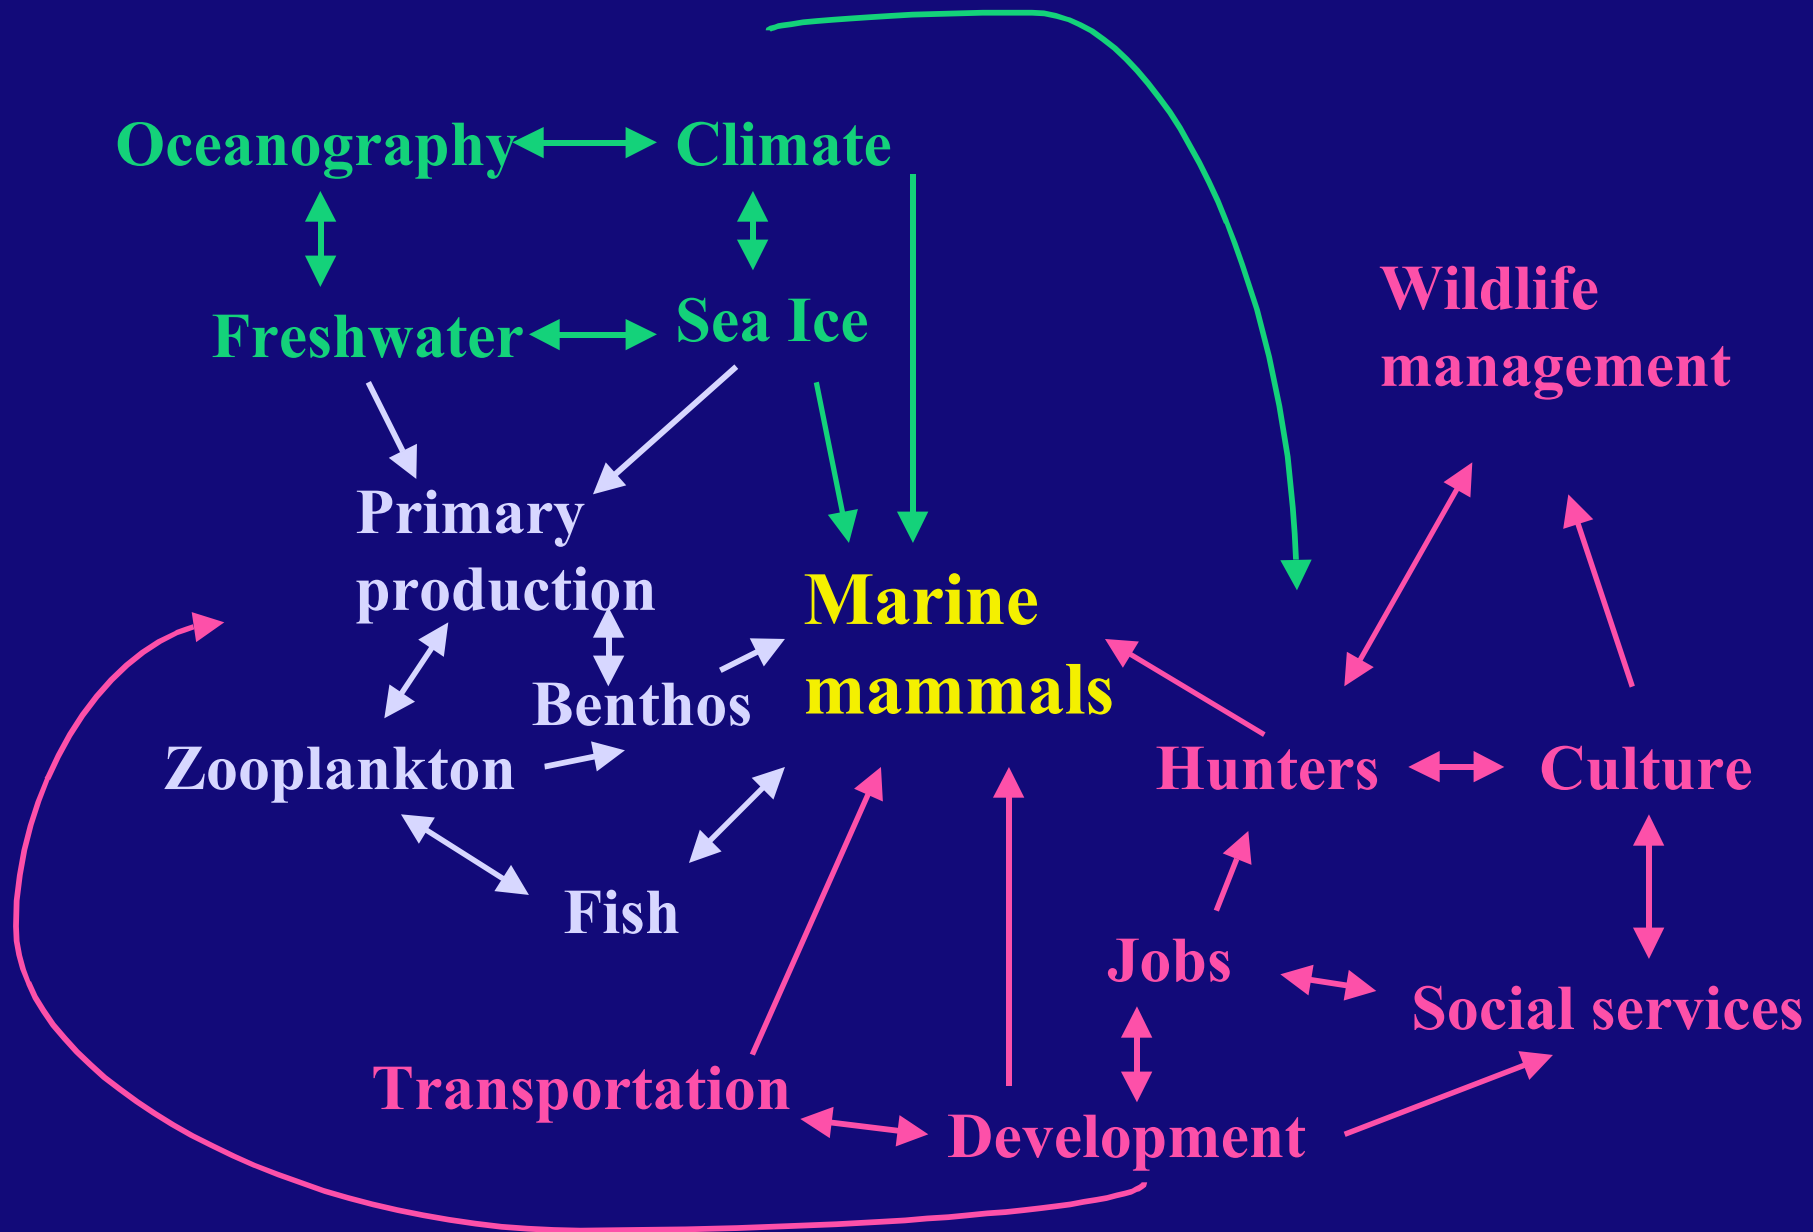 Oceanography
Climate
Wildlife
management
Freshwater
Sea Ice
Primary
production
Marine
mammals
Benthos
Zooplankton
Hunters
Culture
Fish
Jobs
Social services
Transportation
Development